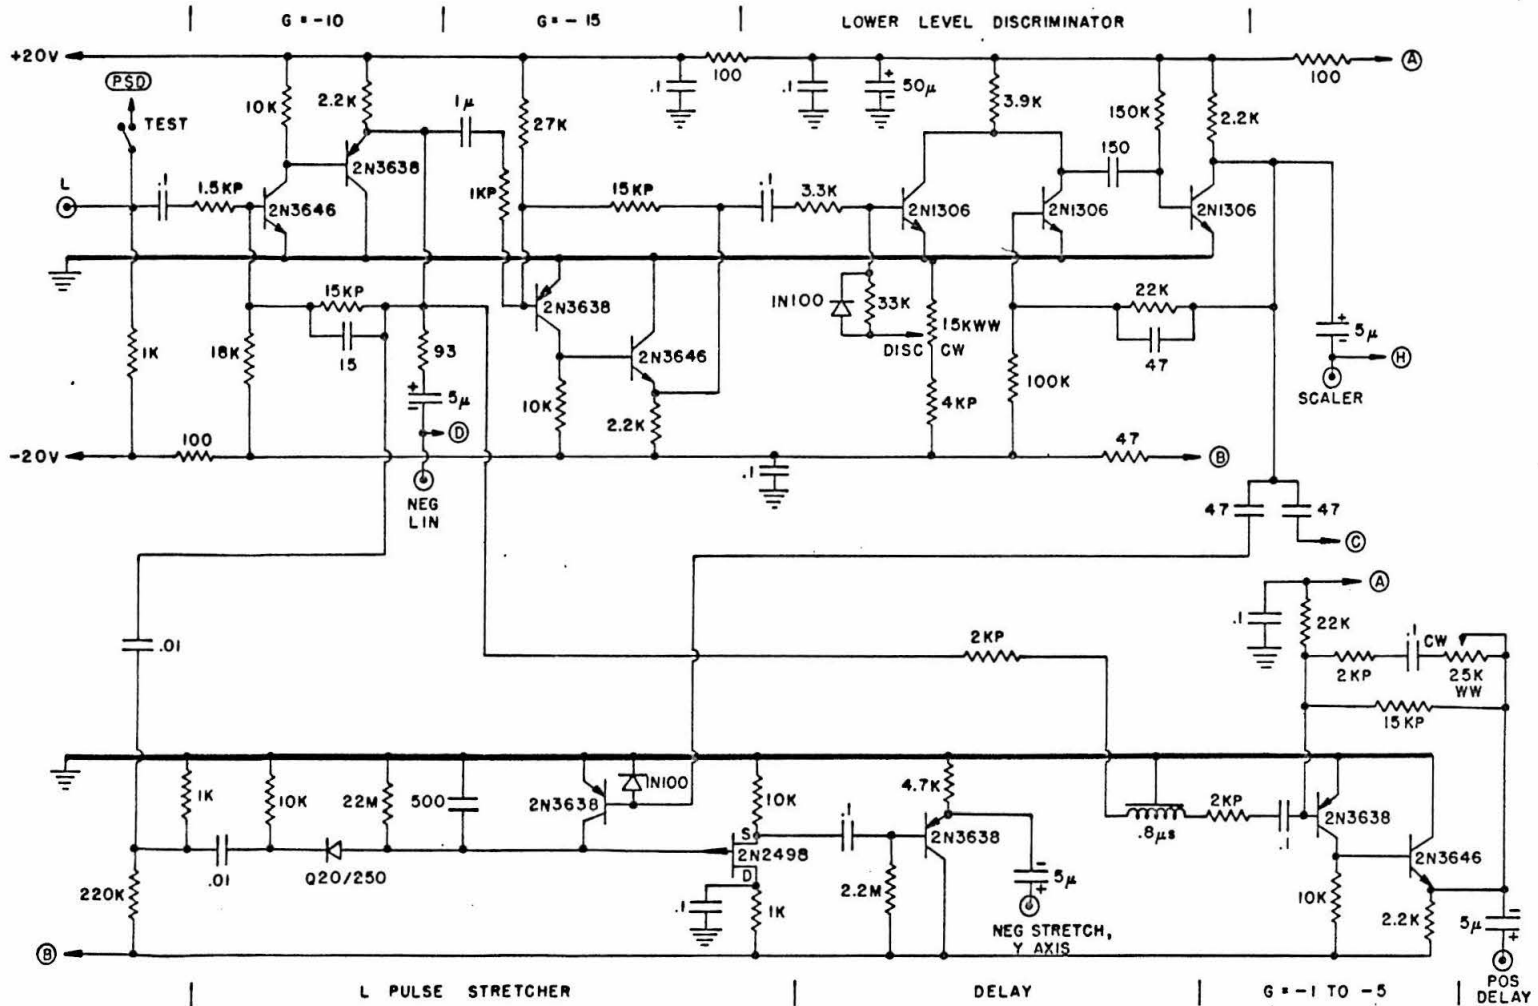 G = -10
G = - 15
LOWER LEVEL DISCRIMINATOR
+20V
PSD
TEST
10K
2.2K
1μ
27K
.1
100
.1
+
-
50μ
3.9K
150K
2.2K
100
A
2N3638
150
L
.1
1.5KP
2N3646
1KP
15KP
.1
3.3K
2N1306
2N1306
2N1306
15KP
15
2N3638
IN100
33K
15KWW
DISC CW
22K
47
+
5μ
-
H
SCALER
1K
18K
93
+
-
5μ
2N3646
10K
2.2K
4KP
100K
-20V
100
D
NEG
LIN
.1
47
B
47
47
C
A
.01
2KP
.1
22K
.1
CW
2KP
25K
WW
15KP
1K
10K
22M
500
2N3638
IN100
10K
4.7K
2N3638
.8μs
2KP
.1
2N3638
S
2N2498
D
.1
2N3646
220K
.01
Q20/250
.1
1K
2.2M
-
+
5μ
10K
2.2K
5μ
-
+
NEG STRETCH,
Y AXIS
B
POS
DELAY
L PULSE STRETCHER
DELAY
G = -1 TO -5